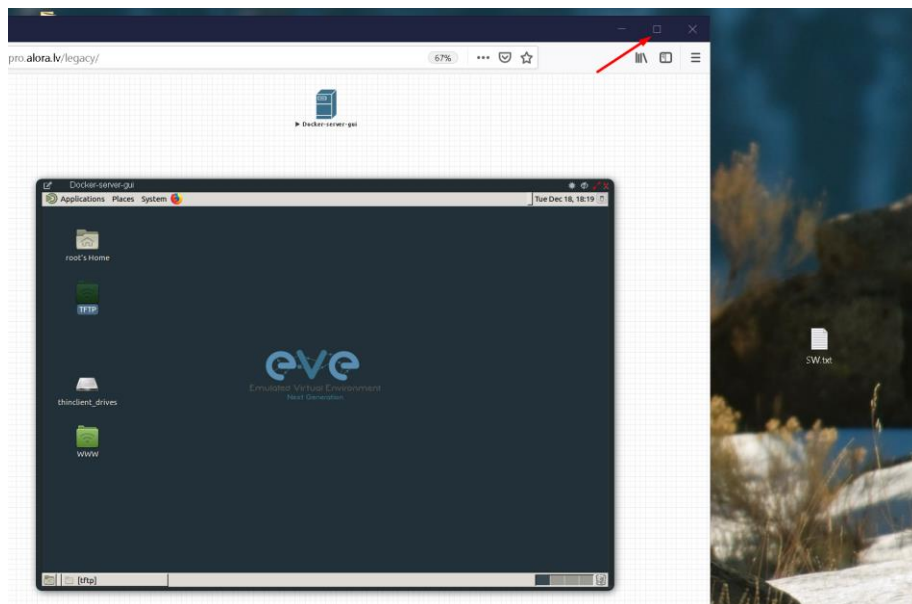 pro.alora.lv/legacy/
67%
Docker-server-gui
Docker-server-gui
Applications Places System
Tue Dec 18, 18:19
root's Home
TFTP
eve
Emulated Virtual Environment
Next Generation
thinclient_drives
WWW
SW.txt
[tftp]